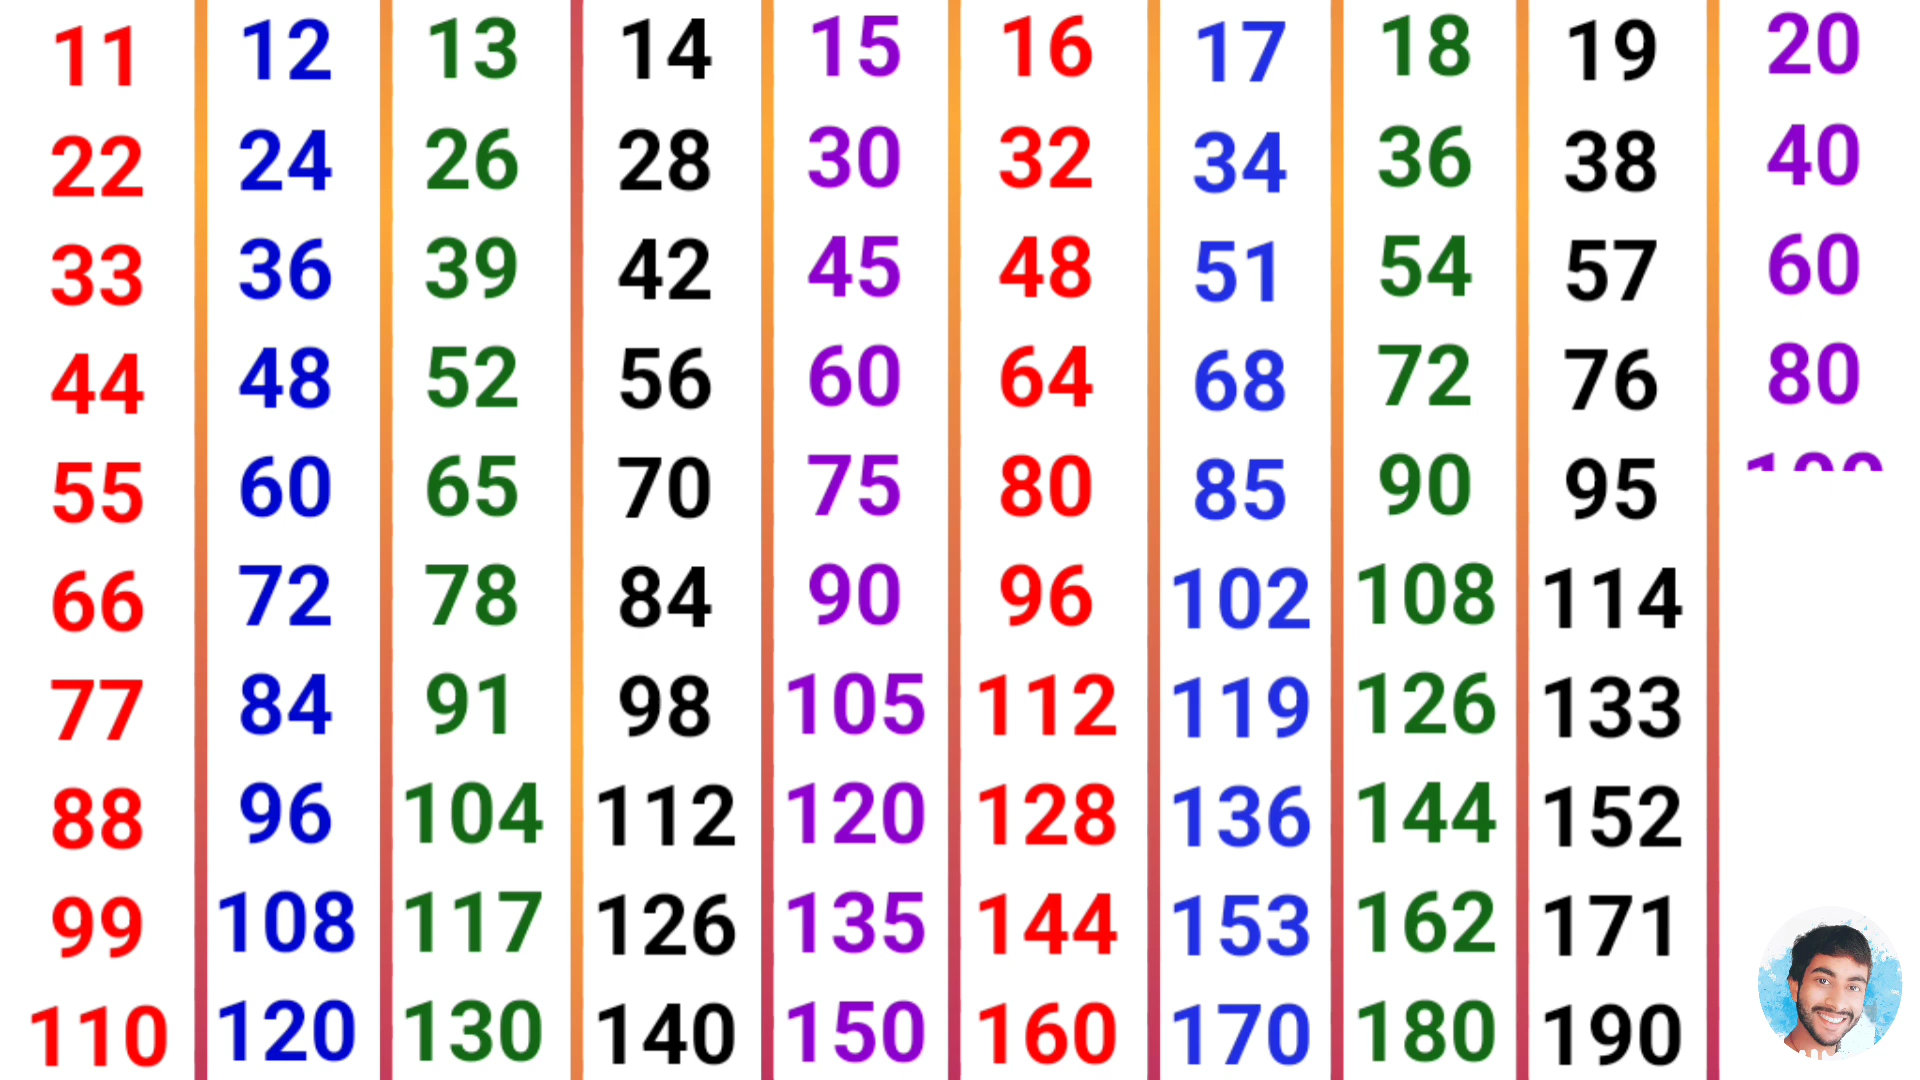 11 12 13 14 15 16 17 18 19 20
22 24 26 28 30 32 34 36 38 40
33 36 39 42 45 48 51 54 57 60
44 48 52 56 60 64 68 72 76 80
55 60 65 70 75 80 85 90 95
66 72 78 84 90 96 102 108 114
77 84 91 98 105 112 119 126 133
88 96 104 112 120 128 136 144 152
99 108 117 126 135 144 153 162 171
110 120 130 140 150 160 170 180 190